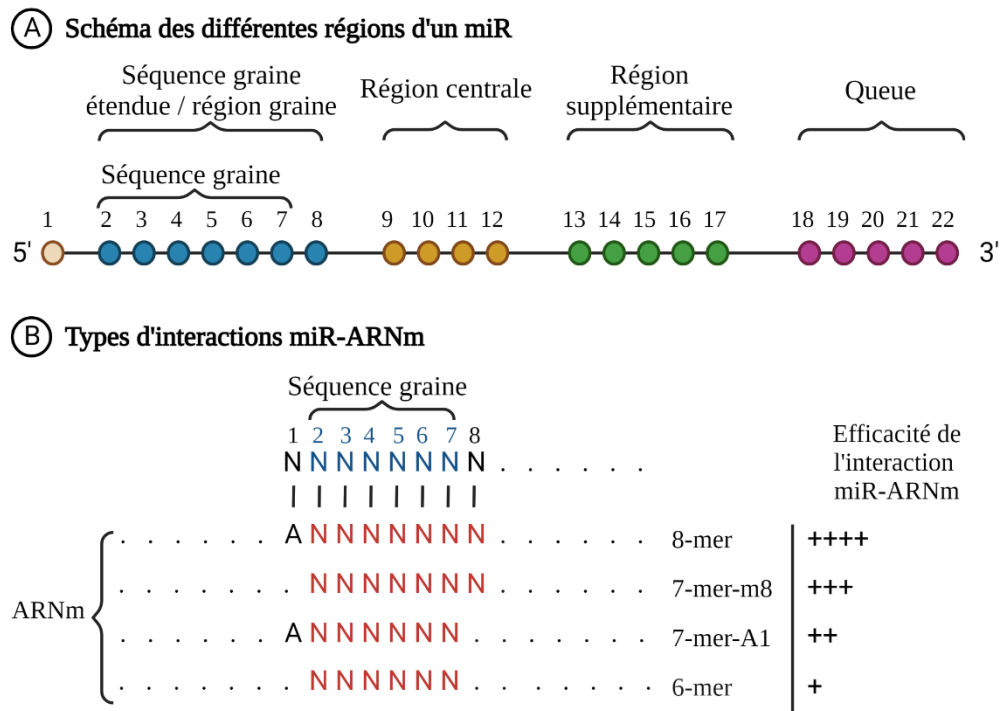 A Schéma des différentes régions d'un miR
Séquence graine
étendue / région graine
Région centrale
Région
supplémentaire
Queue
Séquence graine
1 2 3 4 5 6 7 8 9 10 11 12 13 14 15 16 17 18 19 20 21 22
5' 3'
B Types d'interactions miR-ARNm
Séquence graine
1 2 3 4 5 6 7 8
N N N N N N N N . . . . . .
Efficacité de
l'interaction
miR-ARNm
ARNm
. . . . . . A N N N N N N N . . . . . . 8-mer ++++
. . . . . . . N N N N N N N . . . . . . 7-mer-m8 +++
. . . . . . A N N N N N N . . . . . . . 7-mer-A1 ++
. . . . . . . N N N N N N . . . . . . . 6-mer +